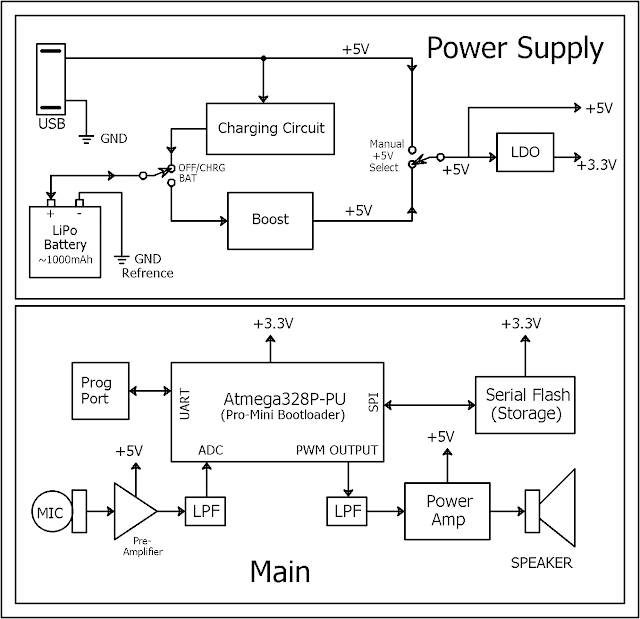 Power Supply
+5V
USB
GND
Charging Circuit
OFF/CHRG
BAT
Manual
+5V
Select
+5V
+5V
LDO
+3.3V
+ -
LiPo
Battery
~1000mAh
GND
Refrence
Boost
+5V
+3.3V
+3.3V
Prog
Port
UART
Atmega328P-PU
(Pro-Mini Bootloader)
SPI
ADC
PWM OUTPUT
Serial Flash
(Storage)
+5V
+5V
MIC
Pre-
Amplifier
LPF
LPF
Power
Amp
SPEAKER
Main